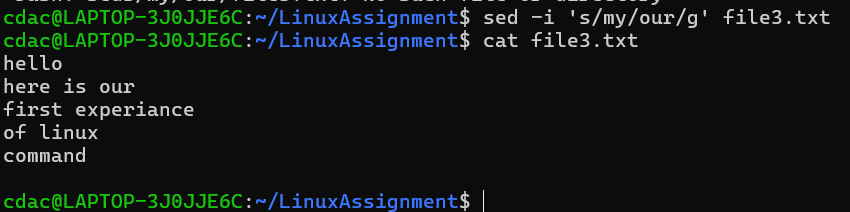 cdac@LAPTOP-3J0JJE6C:~/LinuxAssignment$ sed -i 's/my/our/g' file3.txt
cdac@LAPTOP-3J0JJE6C:~/LinuxAssignment$ cat file3.txt
hello
here is our
first experiance
of linux
command
cdac@LAPTOP-3J0JJE6C:~/LinuxAssignment$